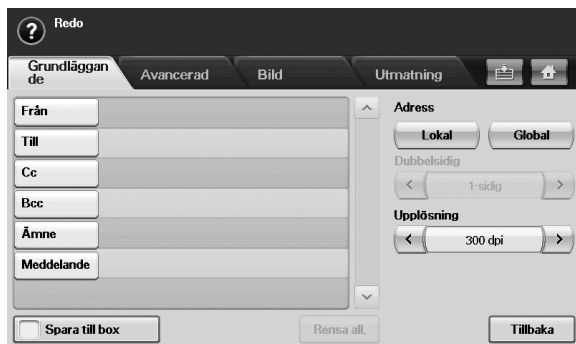 Redo
Grundläggan
de
Avancerad
Bild
Utmatning
Från
Till
Cc
Bcc
Ämne
Meddelande
Adress
Lokal
Global
Dubbelsidig
1-sidig
Upplösning
300 dpi
Spara till box
Rensa all.
Tillbaka